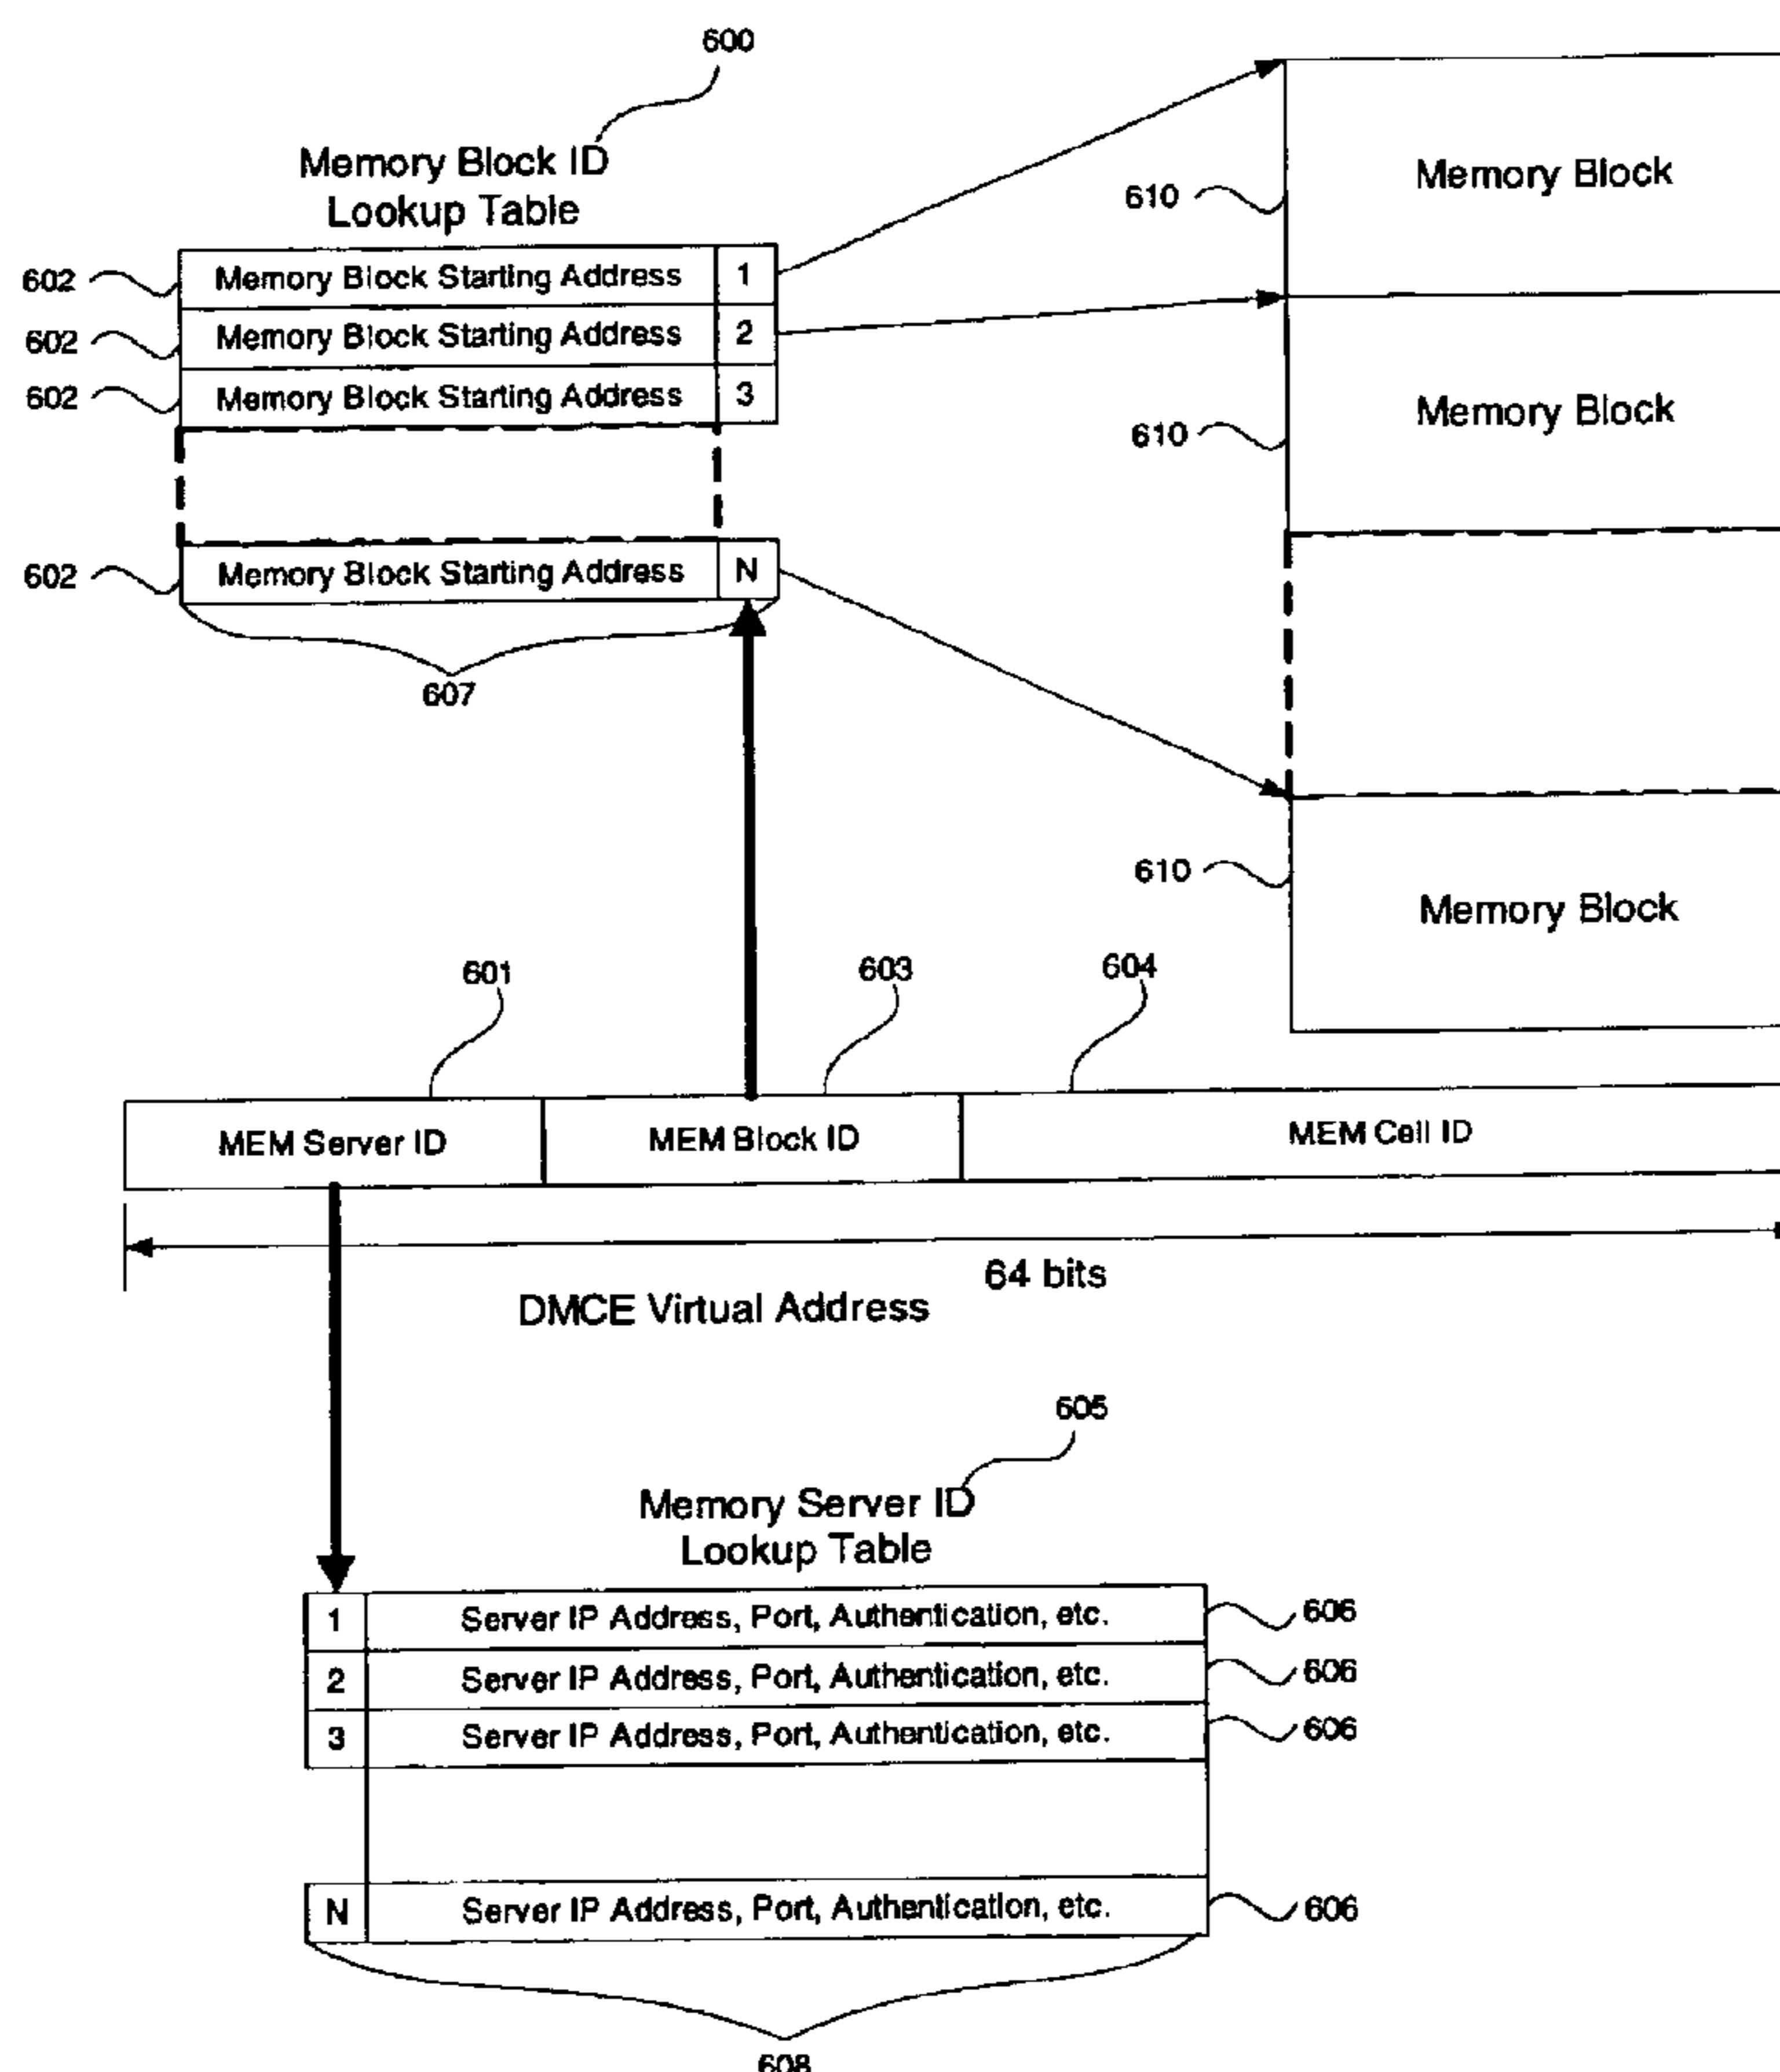 600
Memory Block ID
Lookup Table
602 Memory Block Starting Address 1
602 Memory Block Starting Address 2
602 Memory Block Starting Address 3
602 Memory Block Starting Address N
607
610 Memory Block
610 Memory Block
610 Memory Block
601 603 604
MEM Server ID MEM Block ID MEM Cell ID
64 bits
DMCE Virtual Address
605
Memory Server ID
Lookup Table
1 Server IP Address, Port, Authentication, etc. 606
2 Server IP Address, Port, Authentication, etc. 606
3 Server IP Address, Port, Authentication, etc. 606
N Server IP Address, Port, Authentication, etc. 606
608